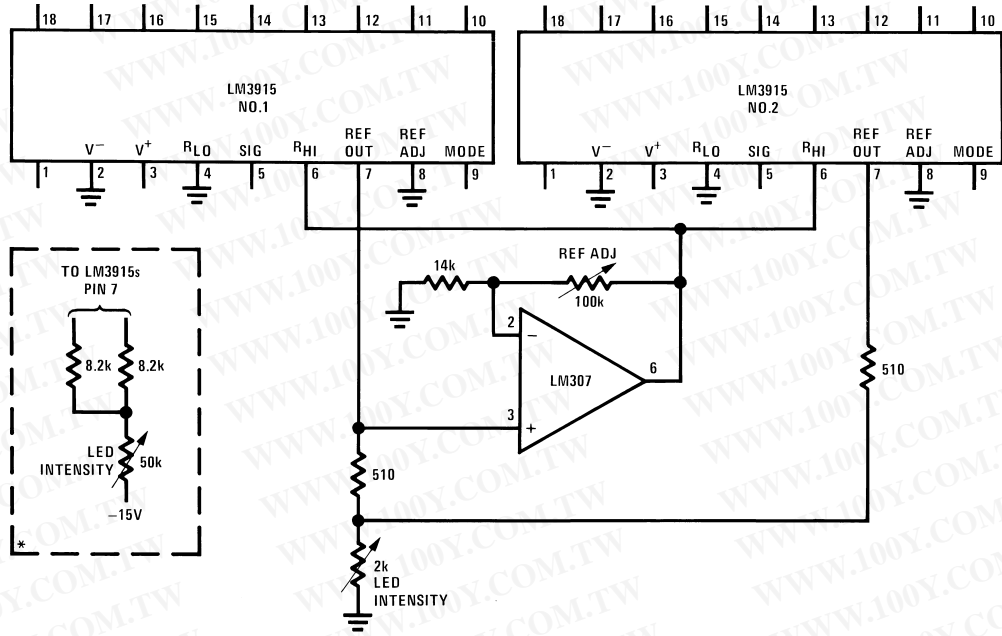 18 17 16 15 14 13 12 11 10
18 17 16 15 14 13 12 11 10
LM3915
NO.1
LM3915
NO.2
V− V+ RLO SIG RHI REF OUT REF ADJ MODE
V− V+ RLO SIG RHI REF OUT REF ADJ MODE
1 2 3 4 5 6 7 8 9
1 2 3 4 5 6 7 8 9
TO LM3915s
PIN 7
8.2k 8.2k
LED
INTENSITY
50k
−15V
*
14k
REF ADJ
100k
2
−
LM307
6
3
+
510
510
2k
LED
INTENSITY
WWW.100Y.COM.TW